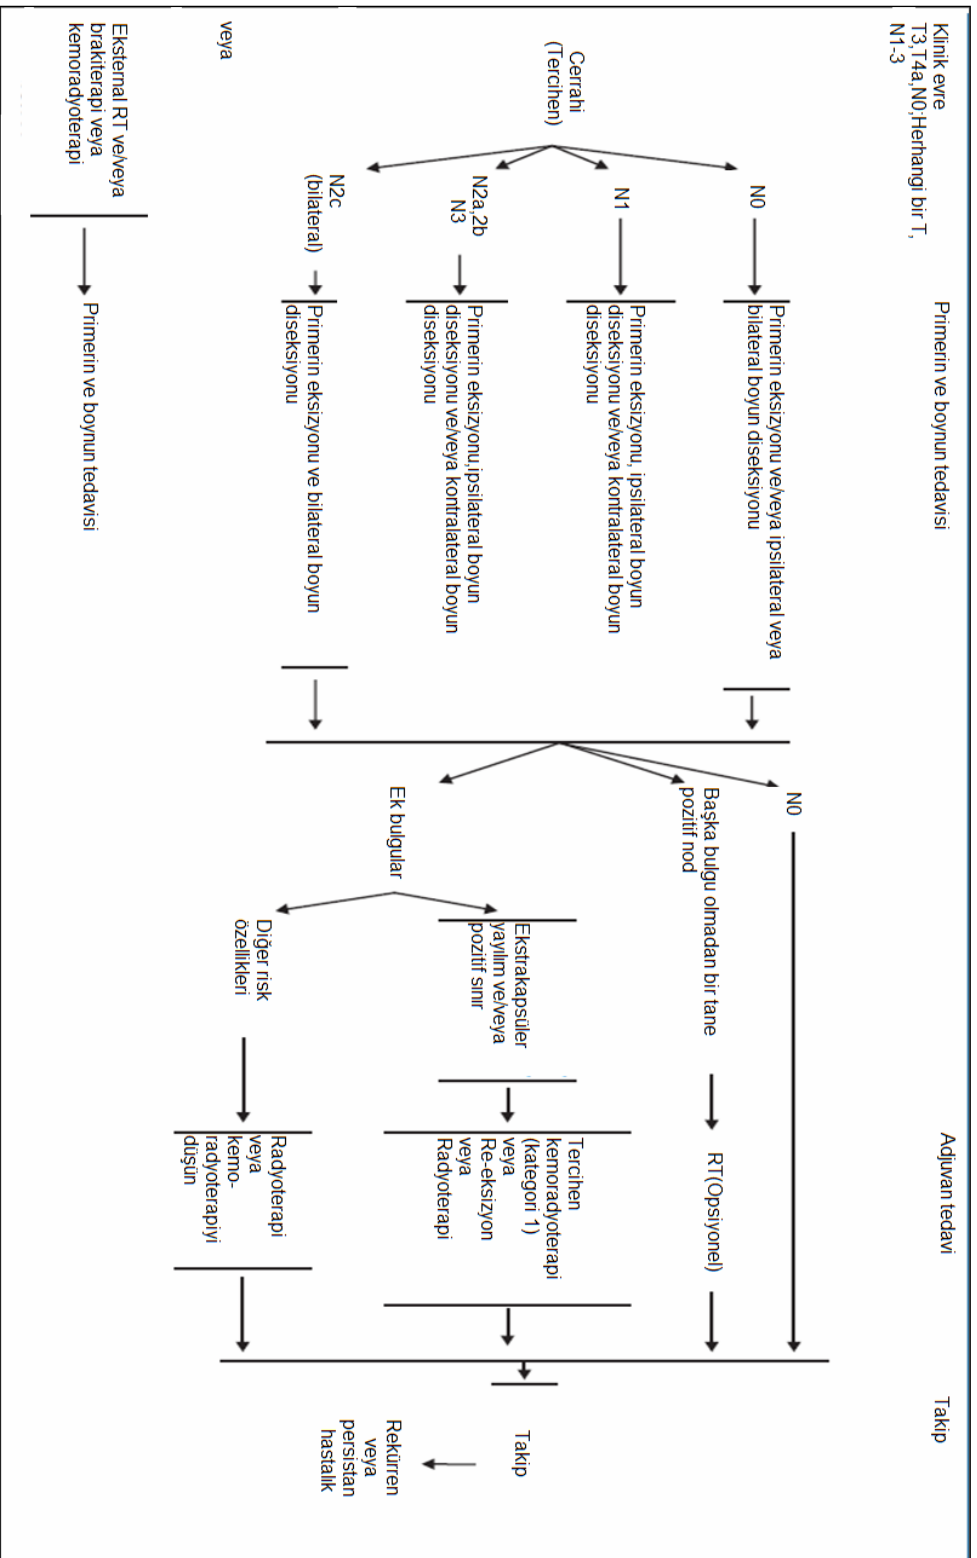 Klinik evre
T3,T4a,N0;Herhangi bir T,
N1-3
Primerin ve boynun tedavisi
Adjuvan tedavi
Takip
Cerrahi
(Tercihen)
N0
Primerin eksizyonu ve/veya ipsilateral veya
bilateral boyun diseksiyonu
N1
Primerin eksizyonu, ipsilateral boyun
diseksiyonu ve/veya kontralateral boyun
diseksiyonu
N2a,2b
N3
Primerin eksizyonu,ipsilateral boyun
diseksiyonu ve/veya kontralateral boyun
diseksiyonu
N2c
(bilateral)
Primerin eksizyonu ve bilateral boyun
diseksiyonu
N0
Başka bulgu olmadan bir tane
pozitif nod
RT(Opsiyonel)
Ek bulgular
Ekstrakapsüler
yayılım ve/veya
pozitif sınır
Tercihen
kemoradyoterapi
(kategori 1)
veya
Re-eksizyon
veya
Radyoterapi
Diğer risk
özellikleri
Radyoterapi
veya
kemo-
radyoterapiyi
düşün
Takip
Rekürren
veya
persistan
hastalık
veya
Eksternal RT ve/veya
brakiterapi veya
kemoradyoterapi
Primerin ve boynun tedavisi